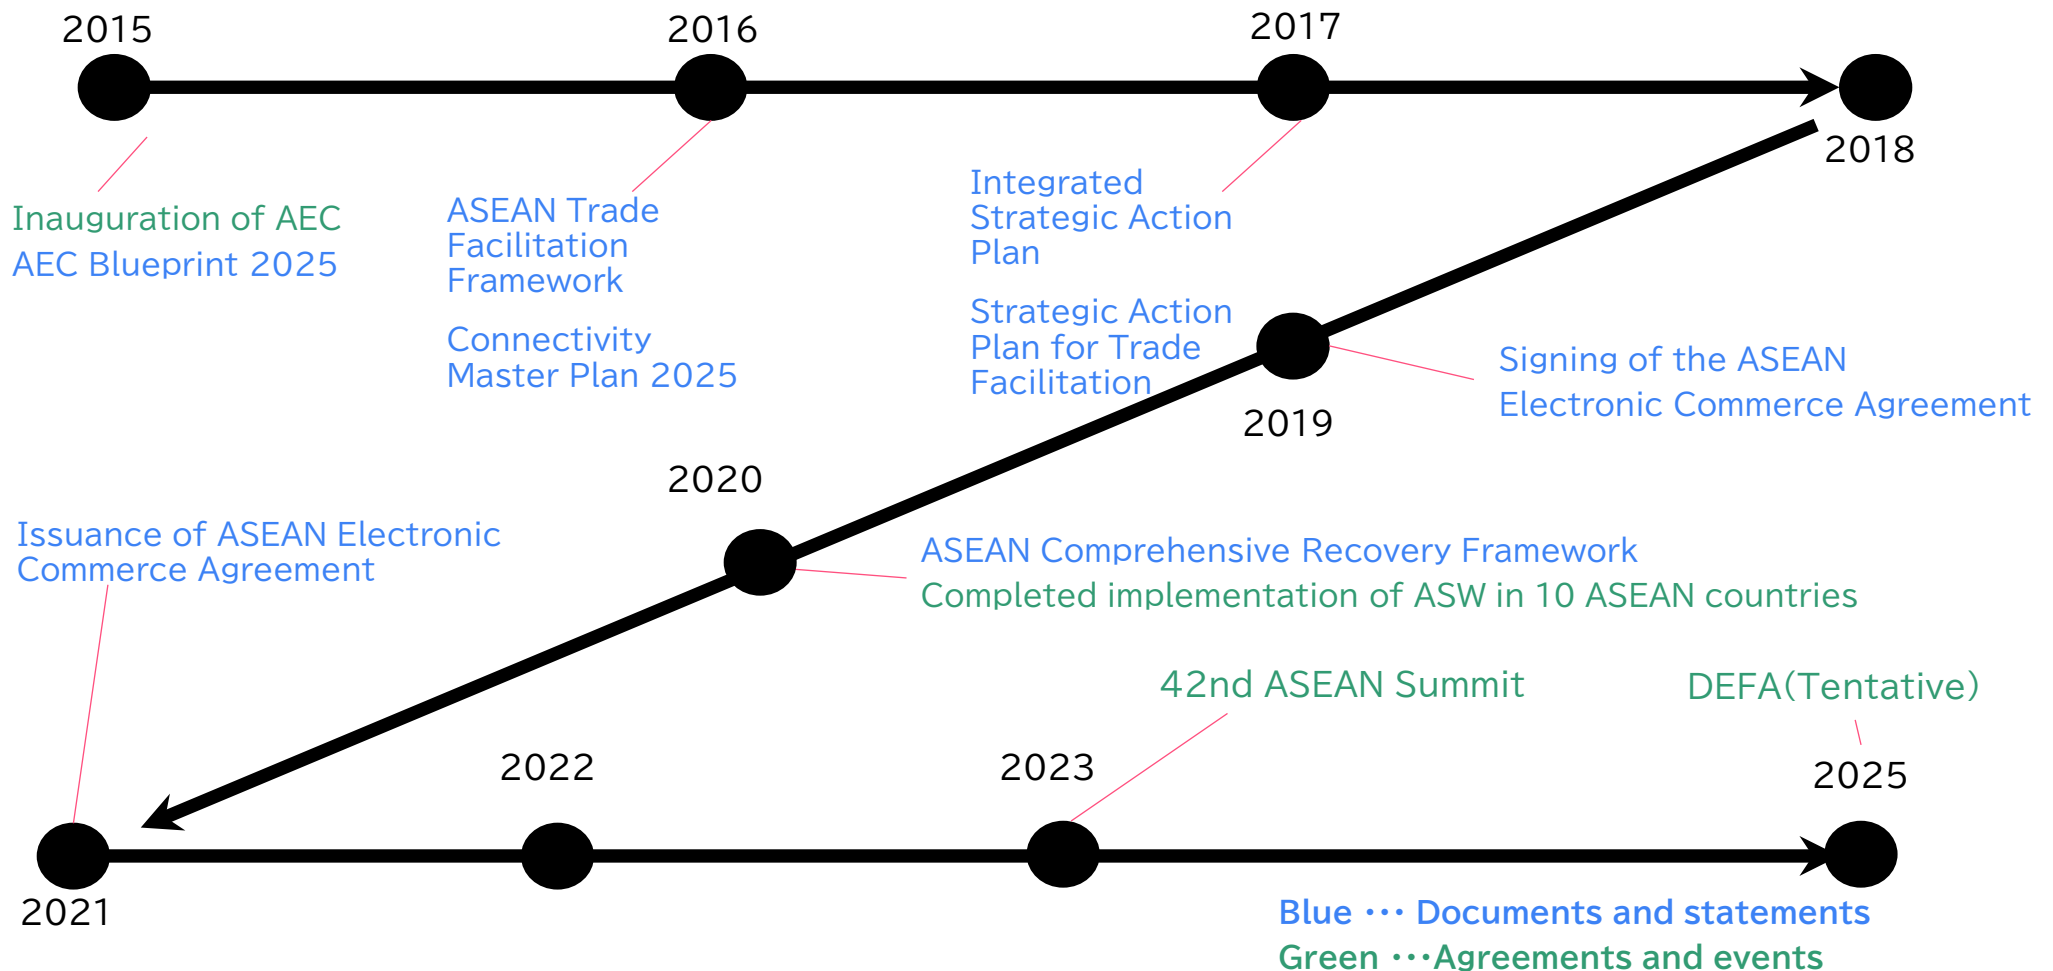 2015
2016
2017
2018
Inauguration of AEC
AEC Blueprint 2025
ASEAN Trade
Facilitation
Framework
Connectivity
Master Plan 2025
Integrated
Strategic Action
Plan
Strategic Action
Plan for Trade
Facilitation
2019
Signing of the ASEAN
Electronic Commerce Agreement
2020
ASEAN Comprehensive Recovery Framework
Completed implementation of ASW in 10 ASEAN countries
Issuance of ASEAN Electronic
Commerce Agreement
2021
2022
42nd ASEAN Summit
2023
DEFA(Tentative)
2025
Blue ··· Documents and statements
Green ···Agreements and events